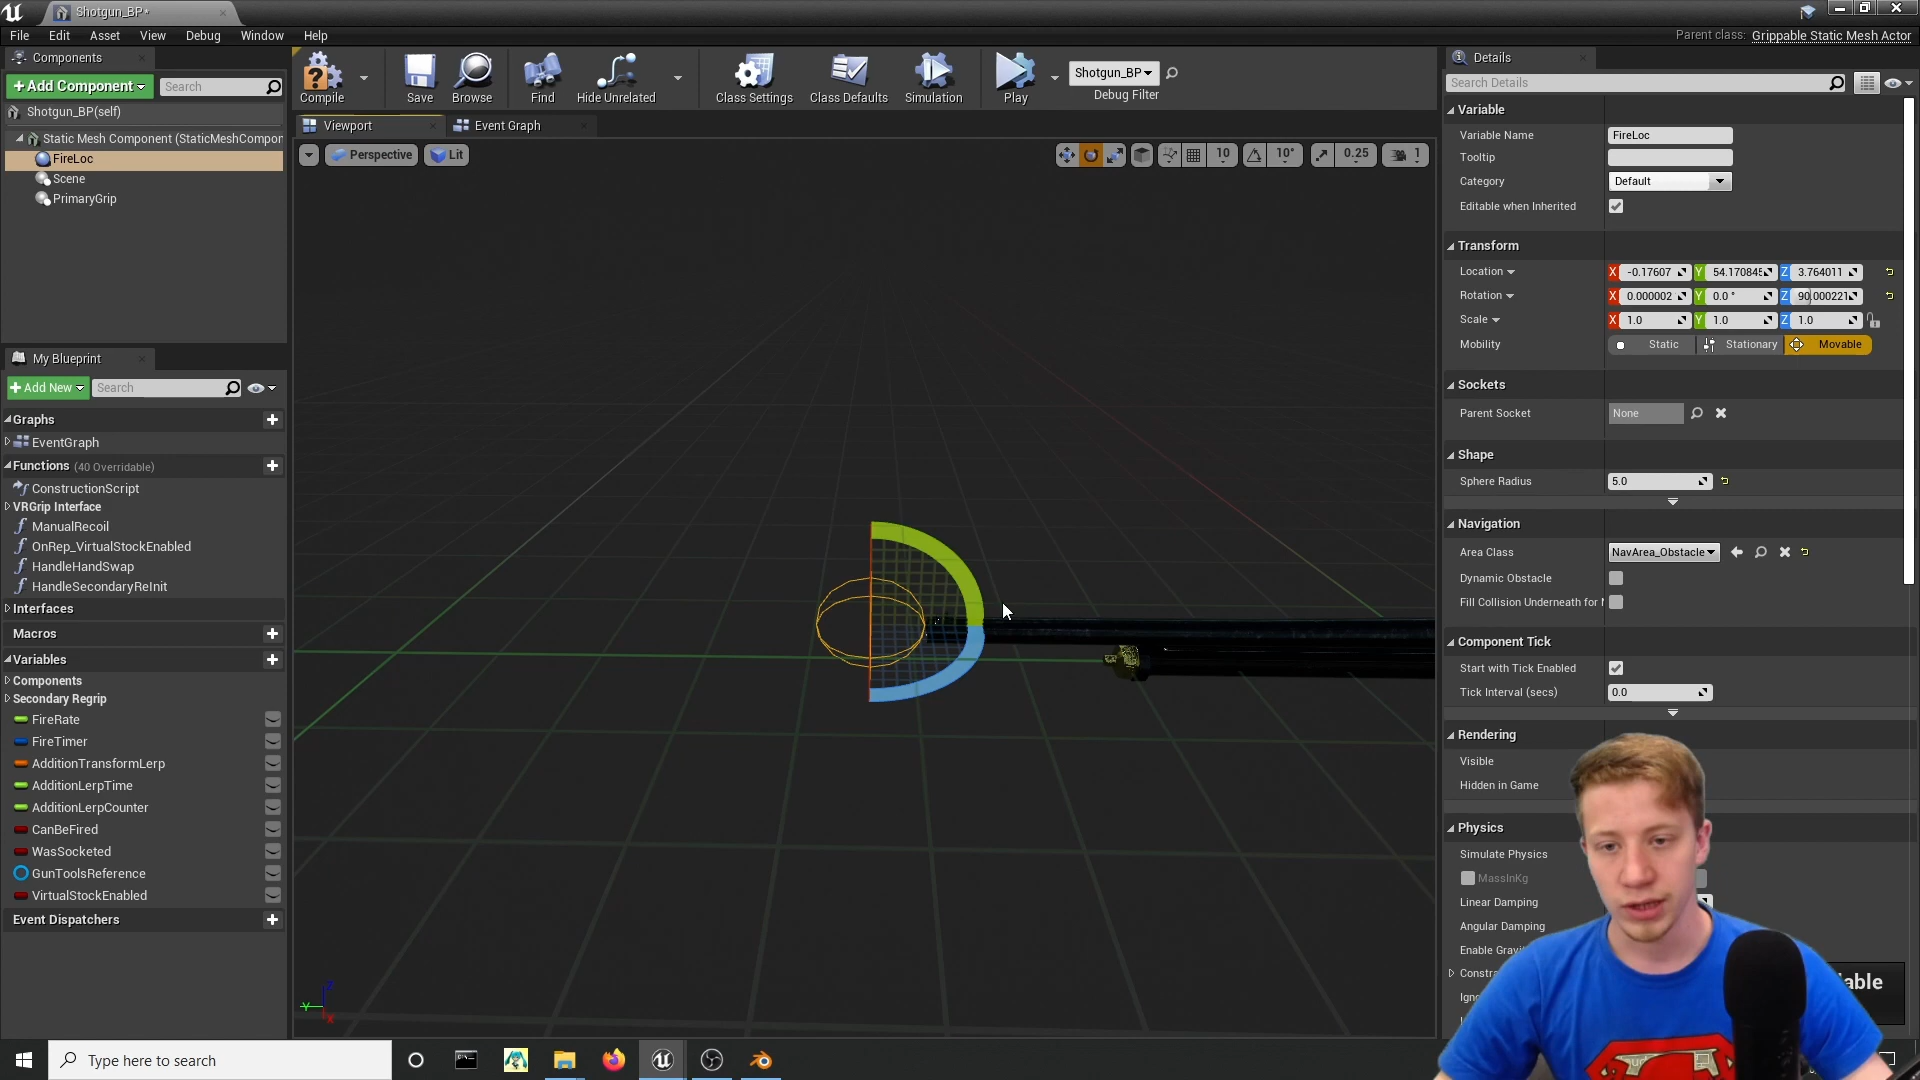 Shotgun_BP*
File Edit Asset View Debug Window Help
Parent class: Grippable Static Mesh Actor
Components
+Add Component
Search
Shotgun_BP(self)
Static Mesh Component (StaticMeshCompor
FireLoc
Scene
PrimaryGrip
My Blueprint
+Add New
Search
Graphs
EventGraph
Functions (40 Overridable)
ConstructionScript
VRGrip Interface
ManualRecoil
OnRep_VirtualStockEnabled
HandleHandSwap
HandleSecondaryReInit
Interfaces
Macros
Variables
Components
Secondary Regrip
FireRate
FireTimer
AdditionTransformLerp
AdditionLerpTime
AdditionLerpCounter
CanBeFired
WasSocketed
GunToolsReference
VirtualStockEnabled
Event Dispatchers
Compile
Save
Browse
Find
Hide Unrelated
Class Settings
Class Defaults
Simulation
Play
Shotgun_BP
Debug Filter
Viewport
Event Graph
Perspective
Lit
10
10°
0.25
1
Z
Y
X
Details
Search Details
Variable
Variable Name FireLoc
Tooltip
Category Default
Editable when Inherited
Transform
Location X -0.17607 Y 54.170845 Z 3.764011
Rotation X 0.000002 Y 0.0 ° Z 90.000221
Scale X 1.0 Y 1.0 Z 1.0
Mobility Static Stationary Movable
Sockets
Parent Socket None
Shape
Sphere Radius 5.0
Navigation
Area Class NavArea_Obstacle
Dynamic Obstacle
Fill Collision Underneath for
Component Tick
Start with Tick Enabled
Tick Interval (secs) 0.0
Rendering
Visible
Hidden in Game
Physics
Simulate Physics
MassInKg
Linear Damping
Angular Damping
Enable Gravi
Constra
Igno
able
Type here to search